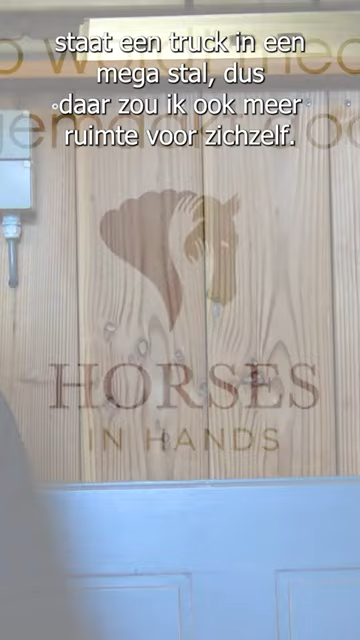 staat een truck in een
mega stal, dus
daar zou ik ook meer
ruimte voor zichzelf.
HORSES
IN HANDS